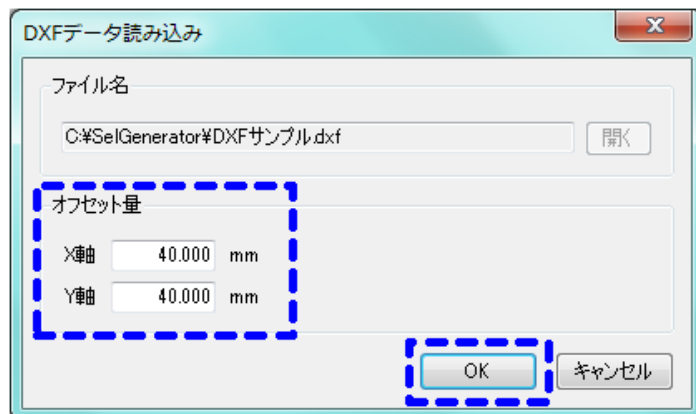 DXFデータ読み込み
ファイル名
C:¥SelGenerator¥DXFサンプル.dxf
開く
オフセット量
X軸 40.000 mm
Y軸 40.000 mm
OK キャンセル